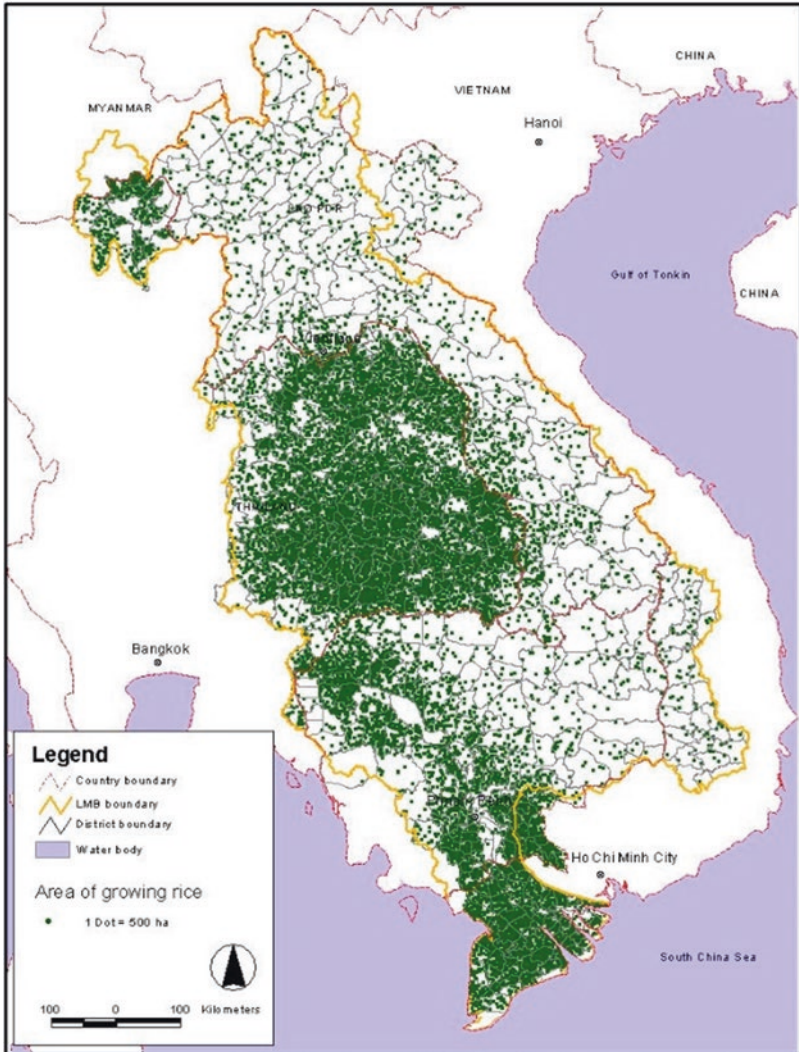 CHINA
VIETNAM
MYANMAR
Hanoi
Gulf of Tonkin
CHINA
Bangkok
Legend
Country boundary
LMB boundary
District boundary
Water body
Area of growing rice
1 Dot = 500 ha
100 0 100 Kilometers
Ho Chi Minh City
South China Sea